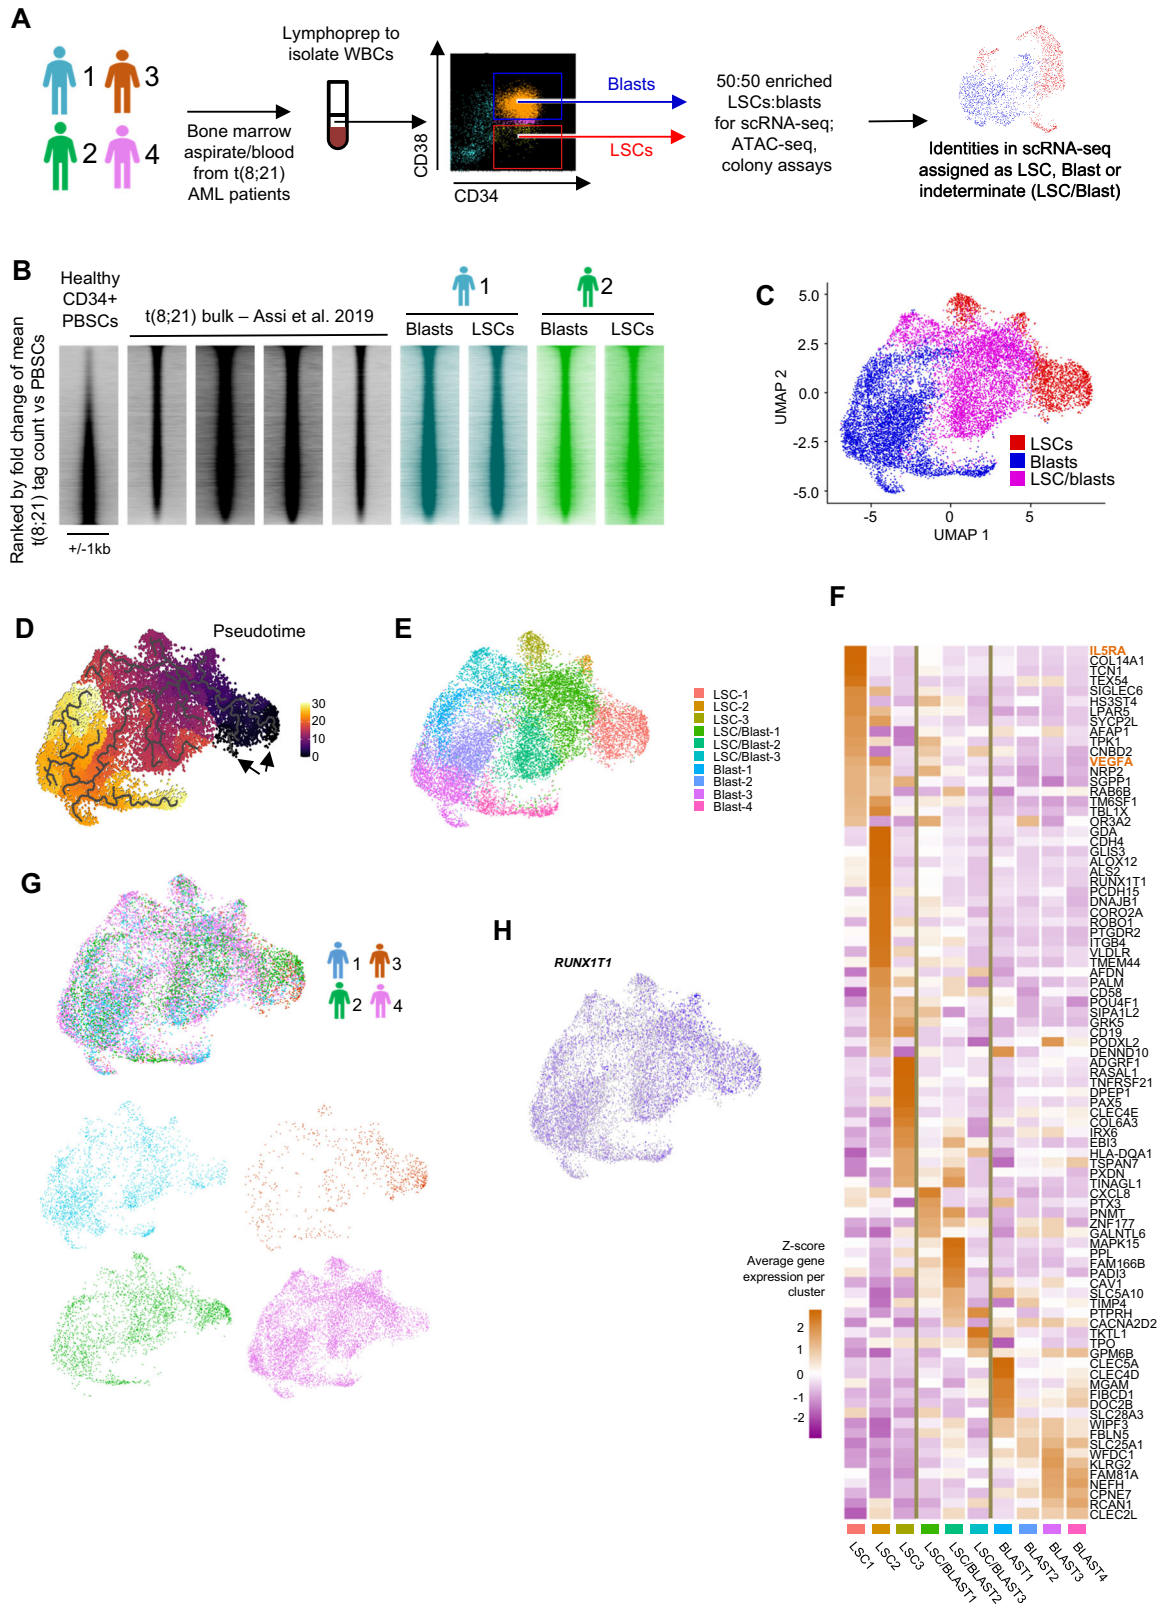 A
1
3
2
4
Bone marrow
aspirate/blood
from t(8;21)
AML patients
Lymphoprep to
isolate WBCs
CD38
CD34
Blasts
LSCs
50:50 enriched
LSCs:blasts
for scRNA-seq;
ATAC-seq,
colony assays
Identities in scRNA-seq
assigned as LSC, Blast or
indeterminate (LSC/Blast)
B
Ranked by fold change of mean
t(8;21) tag count vs PBSCs
Healthy
CD34+
PBSCs
t(8;21) bulk – Assi et al. 2019
1
2
Blasts
LSCs
Blasts
LSCs
+/-1kb
C
UMAP 2
5.0
2.5
0.0
-2.5
-5.0
-5
0
5
UMAP 1
LSCs
Blasts
LSC/blasts
D
Pseudotime
30
20
10
0
E
LSC-1
LSC-2
LSC-3
LSC/Blast-1
LSC/Blast-2
LSC/Blast-3
Blast-1
Blast-2
Blast-3
Blast-4
F
IL5RA
COL14A1
TCN1
TEX54
SIGLEC6
HS3ST4
LPAR5
SYCP2L
AFAP1
TPK1
CNBD2
VEGFA
NRP2
SGPP1
RAB6B
TM6SF1
TBL1X
OR3A2
GDA
CDH4
GLIS3
ALOX12
ALS2
RUNX1T1
PCDH15
DNAJB1
CORO2A
ROBO1
PTGDR2
ITGB4
VLDLR
TMEM44
AFDN
PALM
CD58
POU4F1
SIPA1L2
GRK5
CD19
PODXL2
DENND10
ADGRF1
RASAL1
TNFRSF21
DPEP1
PAX5
CLEC4E
COL6A3
IRX6
EBI3
HLA-DQA1
TSPAN7
PXDN
TINAGL1
CXCL8
PTX3
PNMT
ZNF177
GALNTL6
MAPK15
PPL
FAM166B
PADI3
CAV1
SLC5A10
TIMP4
PTPRH
CACNA2D2
TKTL1
TPO
GPM6B
CLEC5A
CLEC4D
MGAM
FIBCD1
DOC2B
SLC28A3
WIPF3
FBLN5
SLC25A1
WFDC1
KLRG2
FAM81A
NEFH
CPNE7
RCAN1
CLEC2L
LSC1
LSC2
LSC3
LSC/BLAST1
LSC/BLAST2
LSC/BLAST3
BLAST1
BLAST2
BLAST3
BLAST4
Z-score
Average gene
expression per
cluster
2
1
0
-1
-2
G
1
3
2
4
H
RUNX1T1